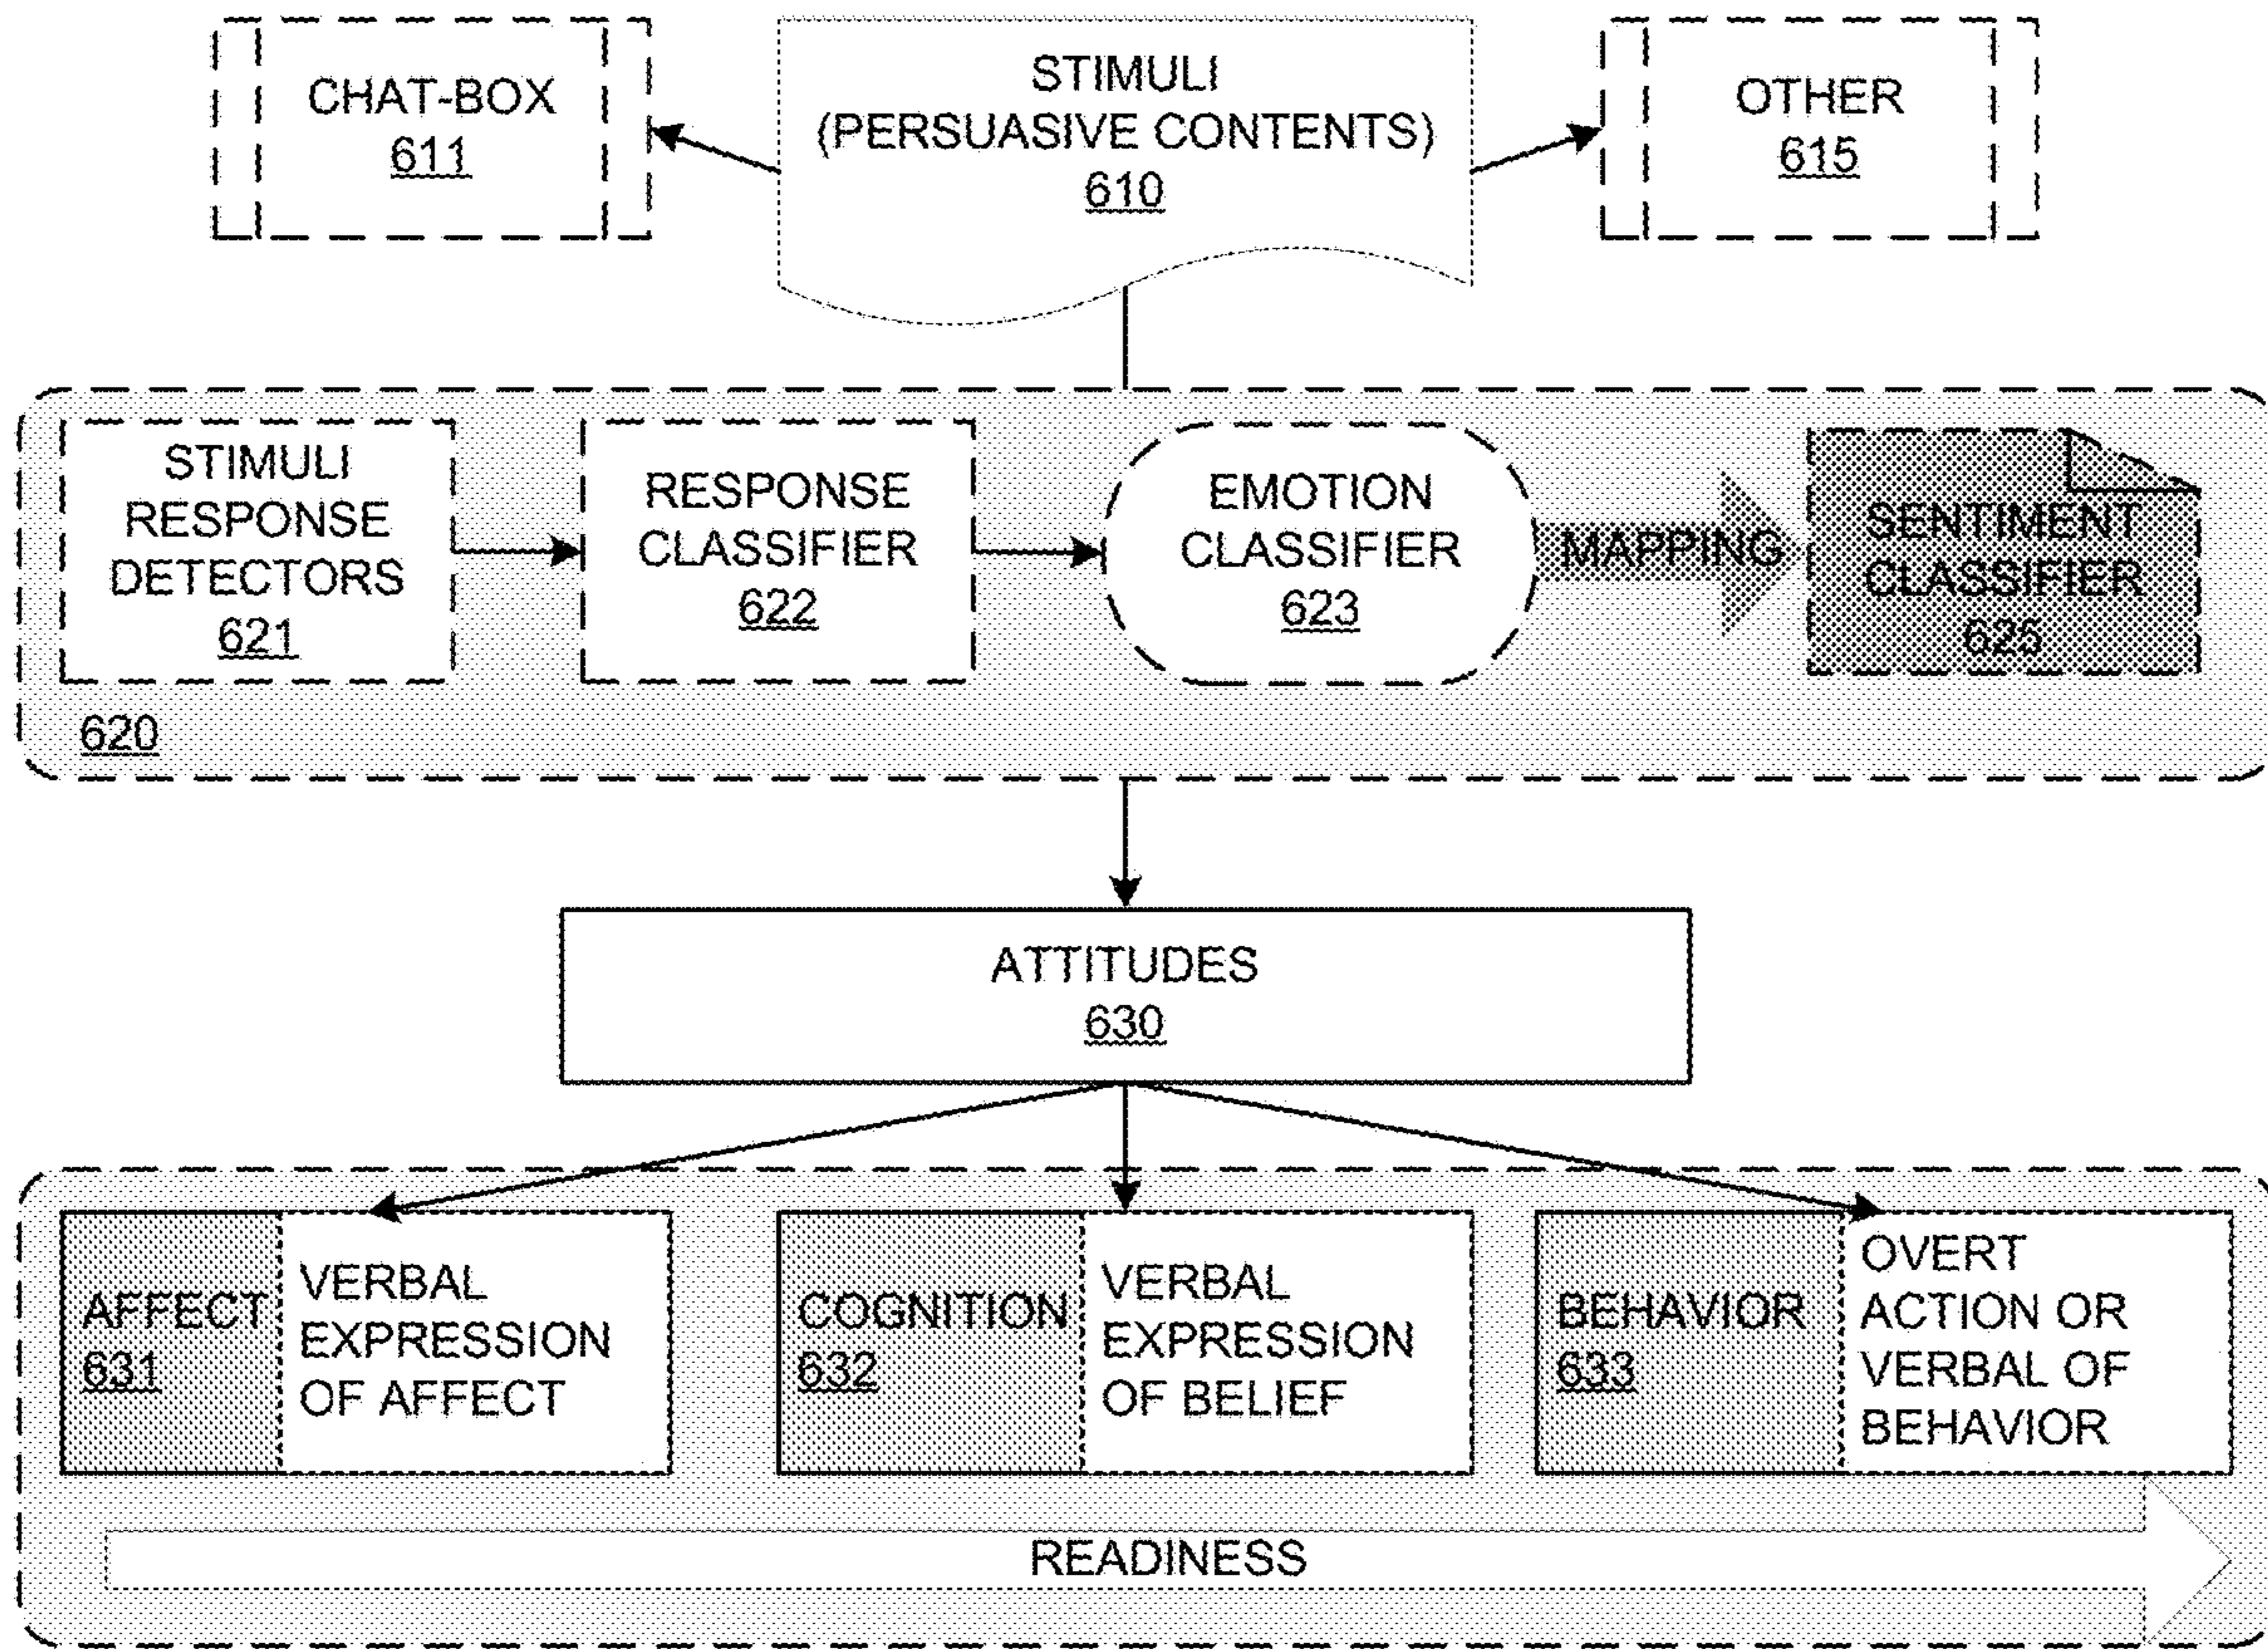 CHAT-BOX
611
STIMULI
(PERSUASIVE CONTENTS)
610
OTHER
615
STIMULI
RESPONSE
DETECTORS
621
RESPONSE
CLASSIFIER
622
EMOTION
CLASSIFIER
623
MAPPING
SENTIMENT
CLASSIFIER
625
620
ATTITUDES
630
AFFECT
631
VERBAL
EXPRESSION
OF AFFECT
COGNITION
632
VERBAL
EXPRESSION
OF BELIEF
BEHAVIOR
633
OVERT
ACTION OR
VERBAL OF
BEHAVIOR
READINESS